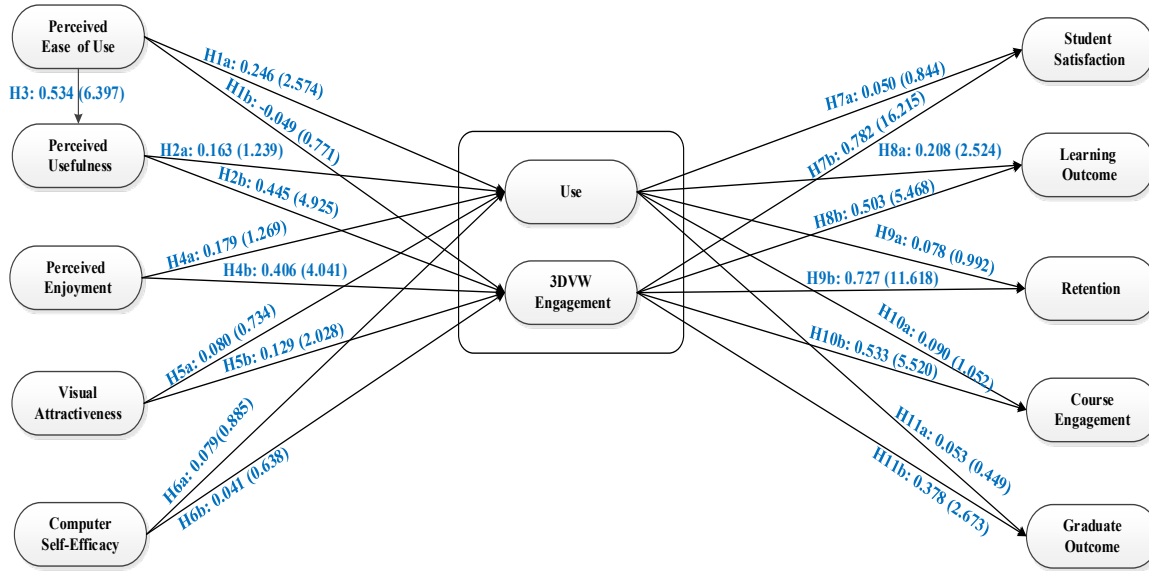 Perceived
Ease of Use
H3: 0.534 (6.397)
Perceived
Usefulness
Perceived
Enjoyment
Visual
Attractiveness
Computer
Self-Efficacy
H1a: 0.246 (2.574)
H1b: -0.049 (0.771)
H2a: 0.163 (1.239)
H2b: 0.445 (4.925)
H4a: 0.179 (1.269)
H4b: 0.406 (4.041)
H5a: 0.080 (0.734)
H5b: 0.129 (2.028)
H6a: 0.079(0.885)
H6b: 0.041 (0.638)
Use
3DVW
Engagement
H7a: 0.050 (0.844)
H7b: 0.782 (16.215)
H8a: 0.208 (2.524)
H8b: 0.503 (5.468)
H9a: 0.078 (0.992)
H9b: 0.727 (11.618)
H10a: 0.090 (1.052)
H10b: 0.533 (5.520)
H11a: 0.053 (0.449)
H11b: 0.378 (2.673)
Student
Satisfaction
Learning
Outcome
Retention
Course
Engagement
Graduate
Outcome